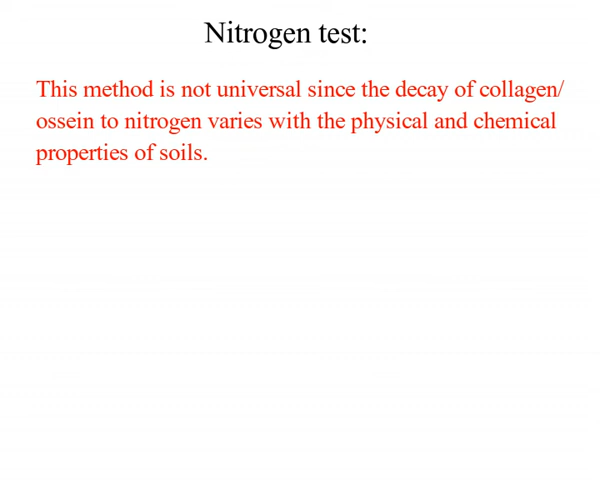 Nitrogen test:
This method is not universal since the decay of collagen/
ossein to nitrogen varies with the physical and chemical
properties of soils.